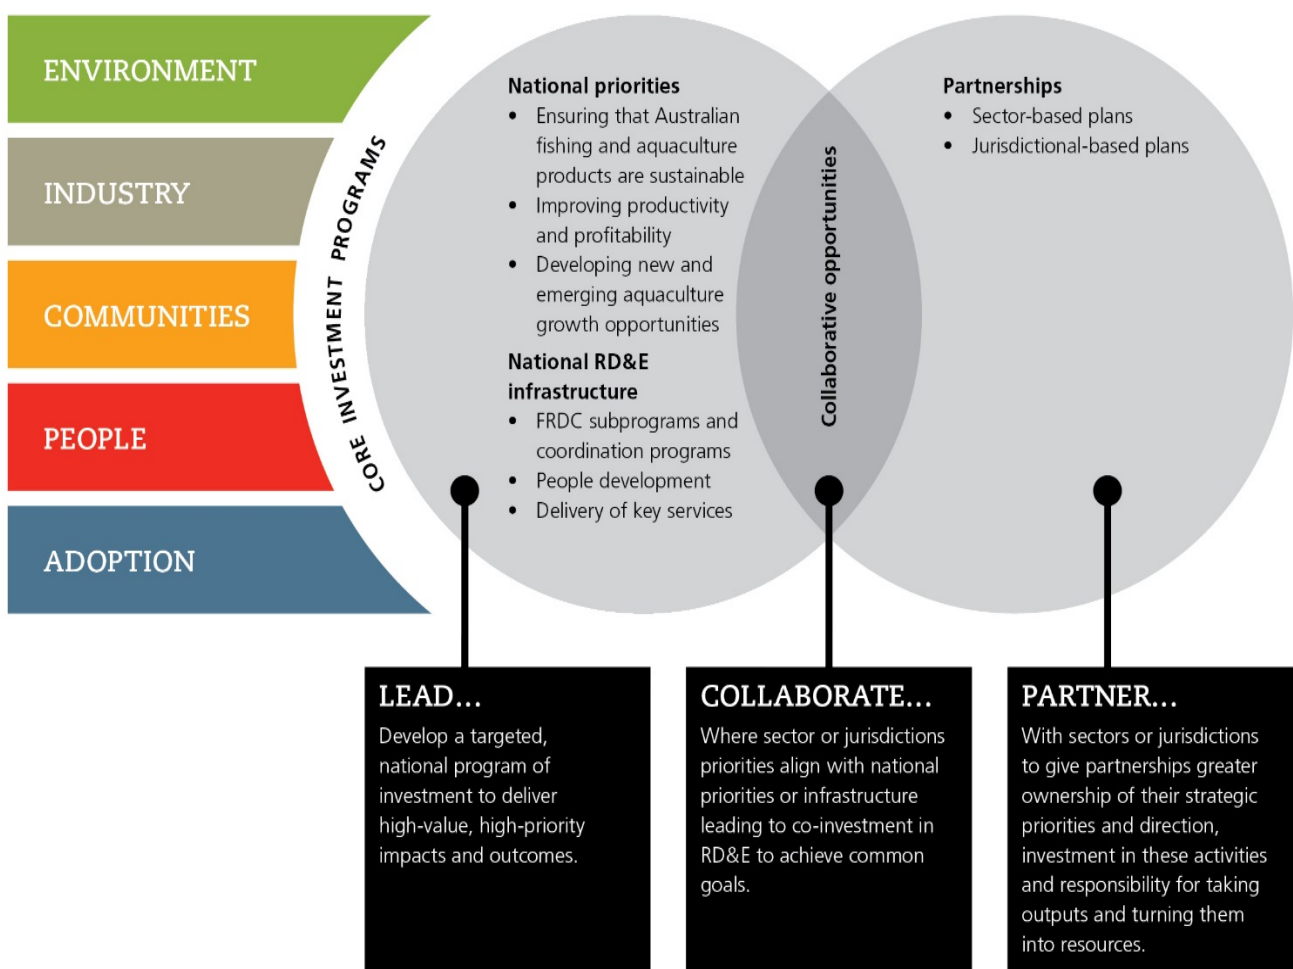 ENVIRONMENT
INDUSTRY
COMMUNITIES
PEOPLE
ADOPTION
CORE INVESTMENT PROGRAMS
National priorities
• Ensuring that Australian
fishing and aquaculture
products are sustainable
• Improving productivity
and profitability
• Developing new and
emerging aquaculture
growth opportunities
National RD&E
infrastructure
• FRDC subprograms and
coordination programs
• People development
• Delivery of key services
Collaborative opportunities
Partnerships
• Sector-based plans
• Jurisdictional-based plans
LEAD...
Develop a targeted,
national program of
investment to deliver
high-value, high-priority
impacts and outcomes.
COLLABORATE...
Where sector or jurisdictions
priorities align with national
priorities or infrastructure
leading to co-investment in
RD&E to achieve common
goals.
PARTNER...
With sectors or jurisdictions
to give partnerships greater
ownership of their strategic
priorities and direction,
investment in these activities
and responsibility for taking
outputs and turning them
into resources.